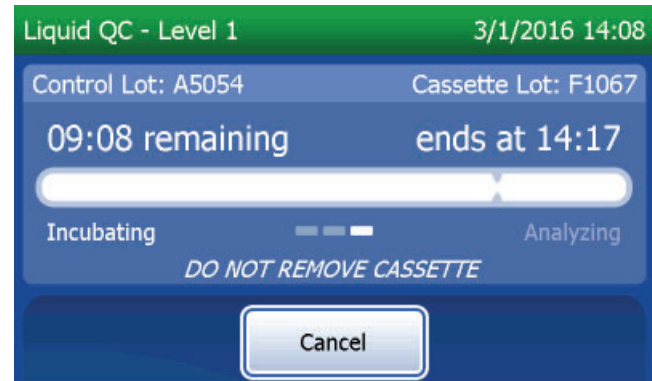 Liquid QC - Level 1 3/1/2016 14:08
Control Lot: A5054 Cassette Lot: F1067
09:08 remaining ends at 14:17
Incubating Analyzing
DO NOT REMOVE CASSETTE
Cancel